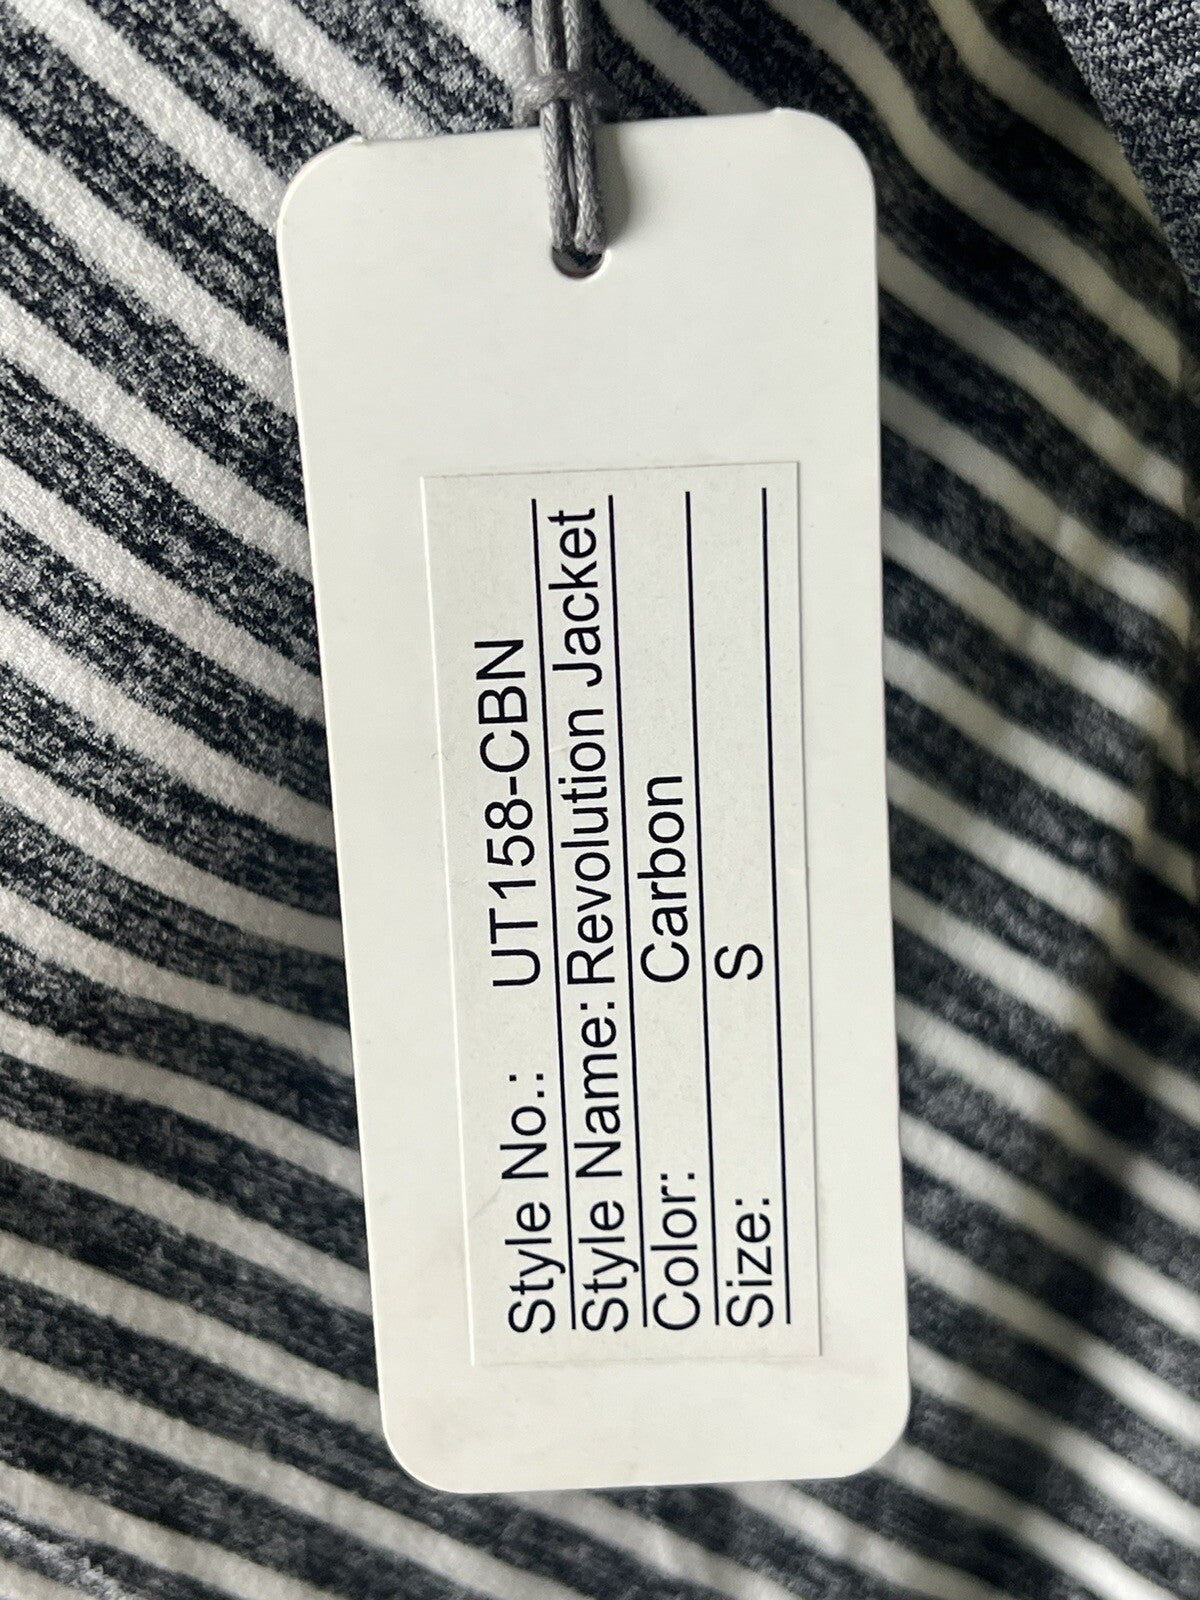 Style No.: UT158-CBN
Style Name: Revolution Jacket
Color: Carbon
Size: S